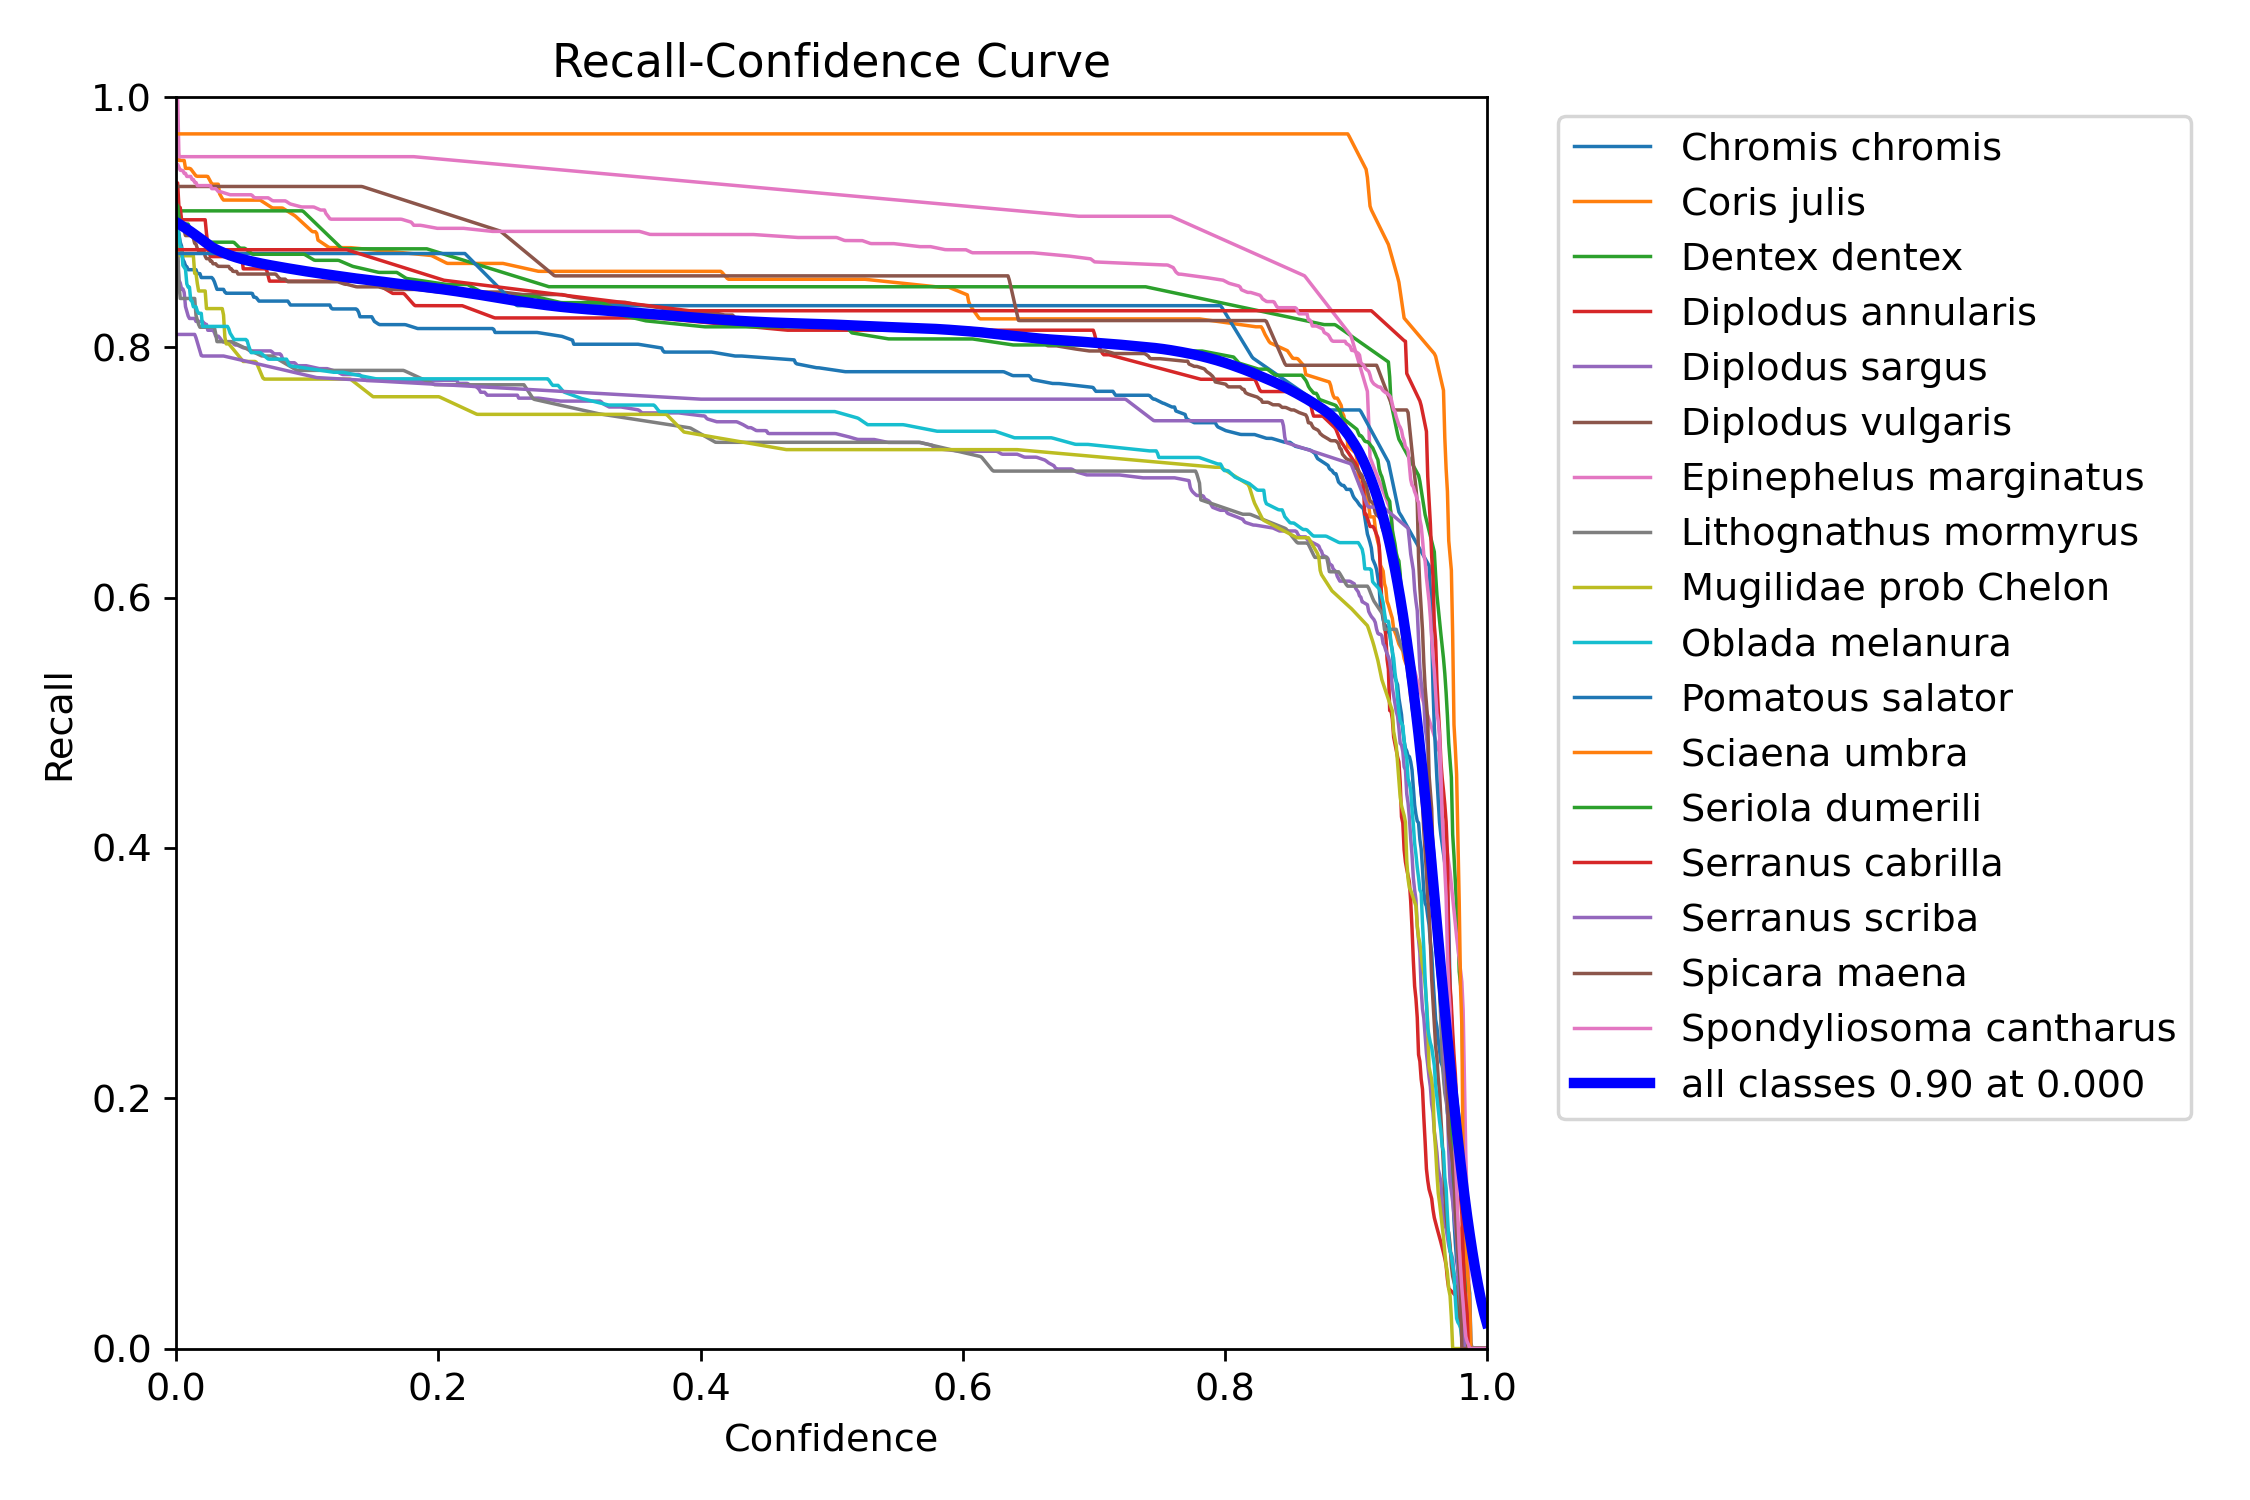 Recall-Confidence Curve
1.0
0.8
0.6
0.4
0.2
0.0
Recall
0.0 0.2 0.4 0.6 0.8 1.0
Confidence
Chromis chromis
Coris julis
Dentex dentex
Diplodus annularis
Diplodus sargus
Diplodus vulgaris
Epinephelus marginatus
Lithognathus mormyrus
Mugilidae prob Chelon
Oblada melanura
Pomatous salator
Sciaena umbra
Seriola dumerili
Serranus cabrilla
Serranus scriba
Spicara maena
Spondyliosoma cantharus
all classes 0.90 at 0.000